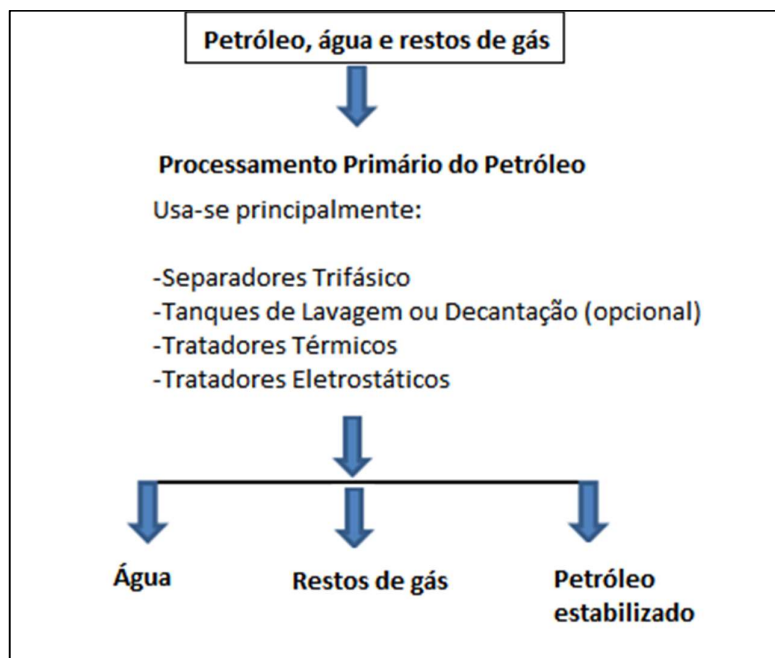 Petróleo, água e restos de gás
Processamento Primário do Petróleo
Usa-se principalmente:
-Separadores Trifásico
-Tanques de Lavagem ou Decantação (opcional)
-Tratadores Térmicos
-Tratadores Eletrostáticos
Água
Restos de gás
Petróleo
estabilizado